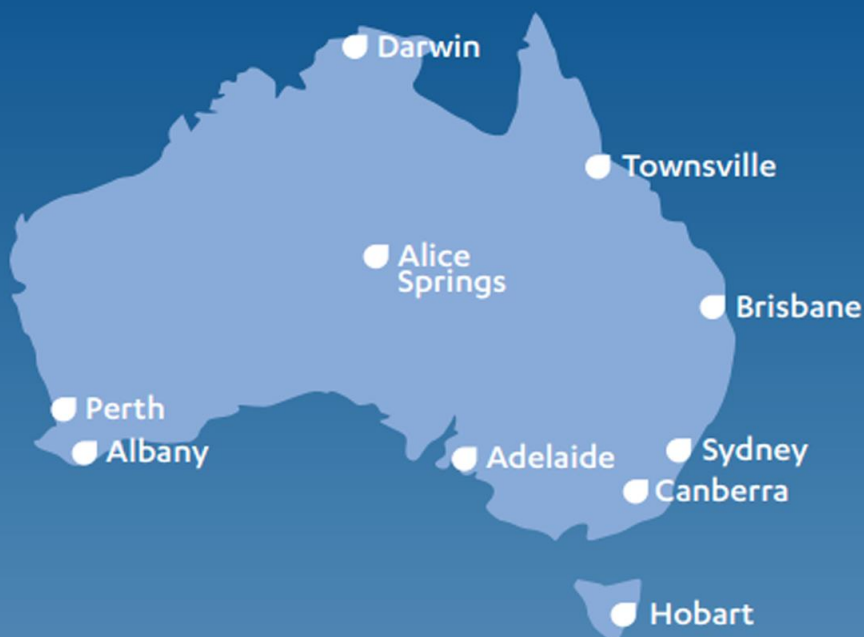 Darwin
Townsville
Alice
Springs
Brisbane
Perth
Albany
Adelaide
Sydney
Canberra
Hobart